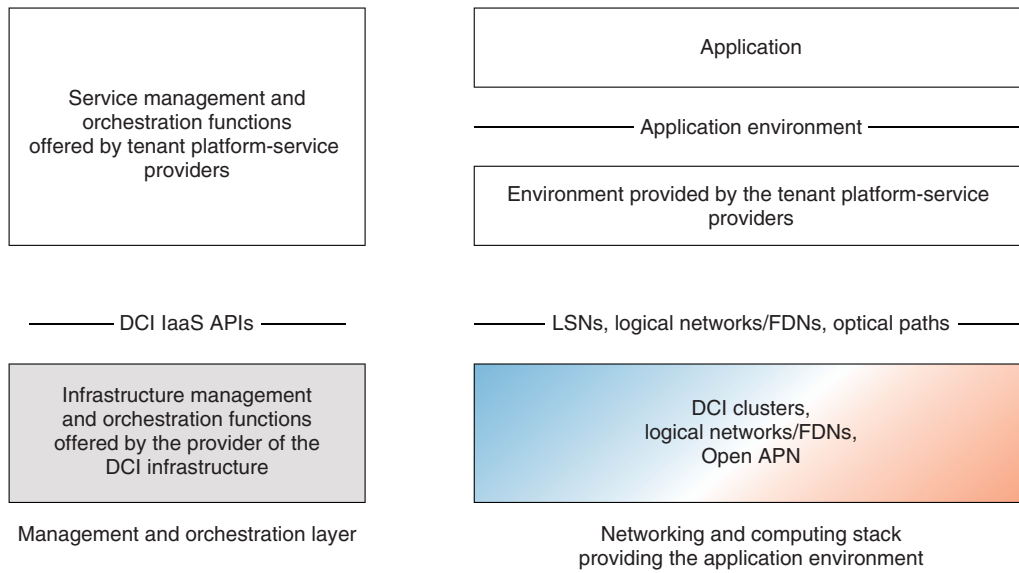 Service management and
orchestration functions
offered by tenant platform-service
providers
DCI IaaS APIs
Infrastructure management
and orchestration functions
offered by the provider of the
DCI infrastructure
Management and orchestration layer
Application
Application environment
Environment provided by the tenant platform-service
providers
LSNs, logical networks/FDNs, optical paths
DCI clusters,
logical networks/FDNs,
Open APN
Networking and computing stack
providing the application environment